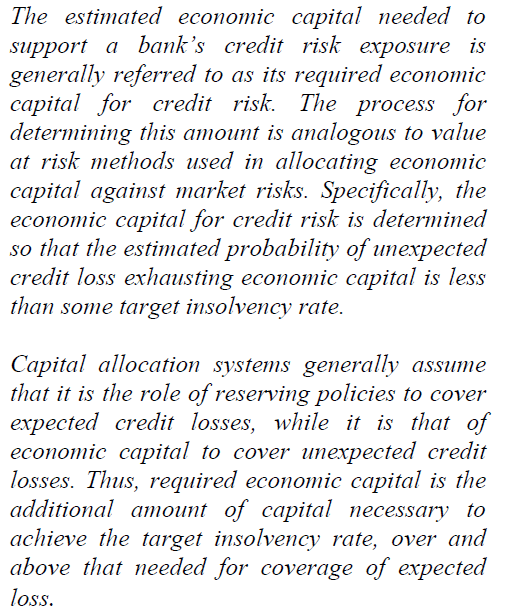 The estimated economic capital needed to
support a bank’s credit risk exposure is
generally referred to as its required economic
capital for credit risk. The process for
determining this amount is analogous to value
at risk methods used in allocating economic
capital against market risks. Specifically, the
economic capital for credit risk is determined
so that the estimated probability of unexpected
credit loss exhausting economic capital is less
than some target insolvency rate.

Capital allocation systems generally assume
that it is the role of reserving policies to cover
expected credit losses, while it is that of
economic capital to cover unexpected credit
losses. Thus, required economic capital is the
additional amount of capital necessary to
achieve the target insolvency rate, over and
above that needed for coverage of expected
loss.